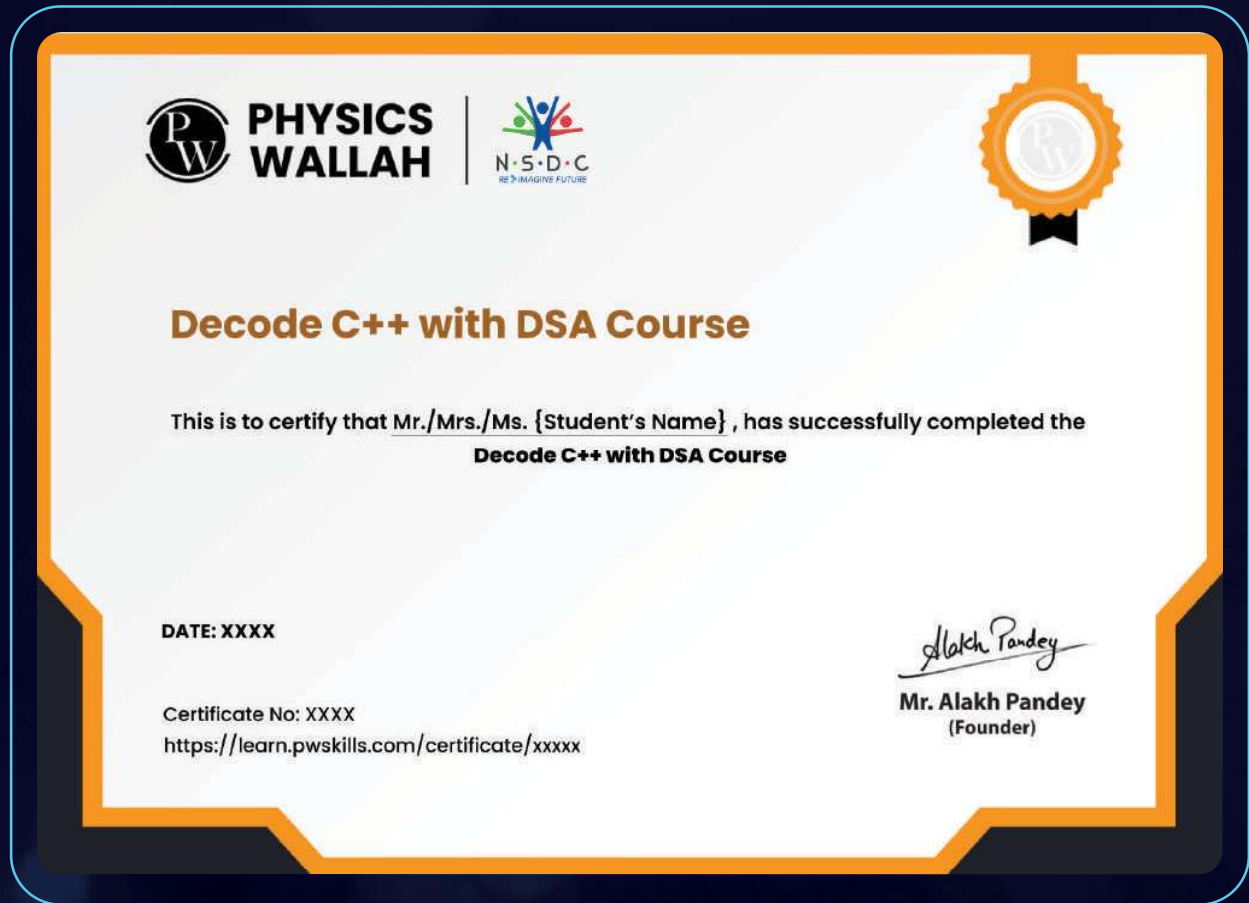 PHYSICS
WALLAH
PW
N·S·D·C
RE IMAGINE FUTURE
PW
Decode C++ with DSA Course
This is to certify that Mr./Mrs./Ms. {Student's Name} , has successfully completed the
Decode C++ with DSA Course
DATE: XXXX
Certificate No: XXXX
https://learn.pwskills.com/certificate/xxxxx
Alakh Pandey
Mr. Alakh Pandey
(Founder)